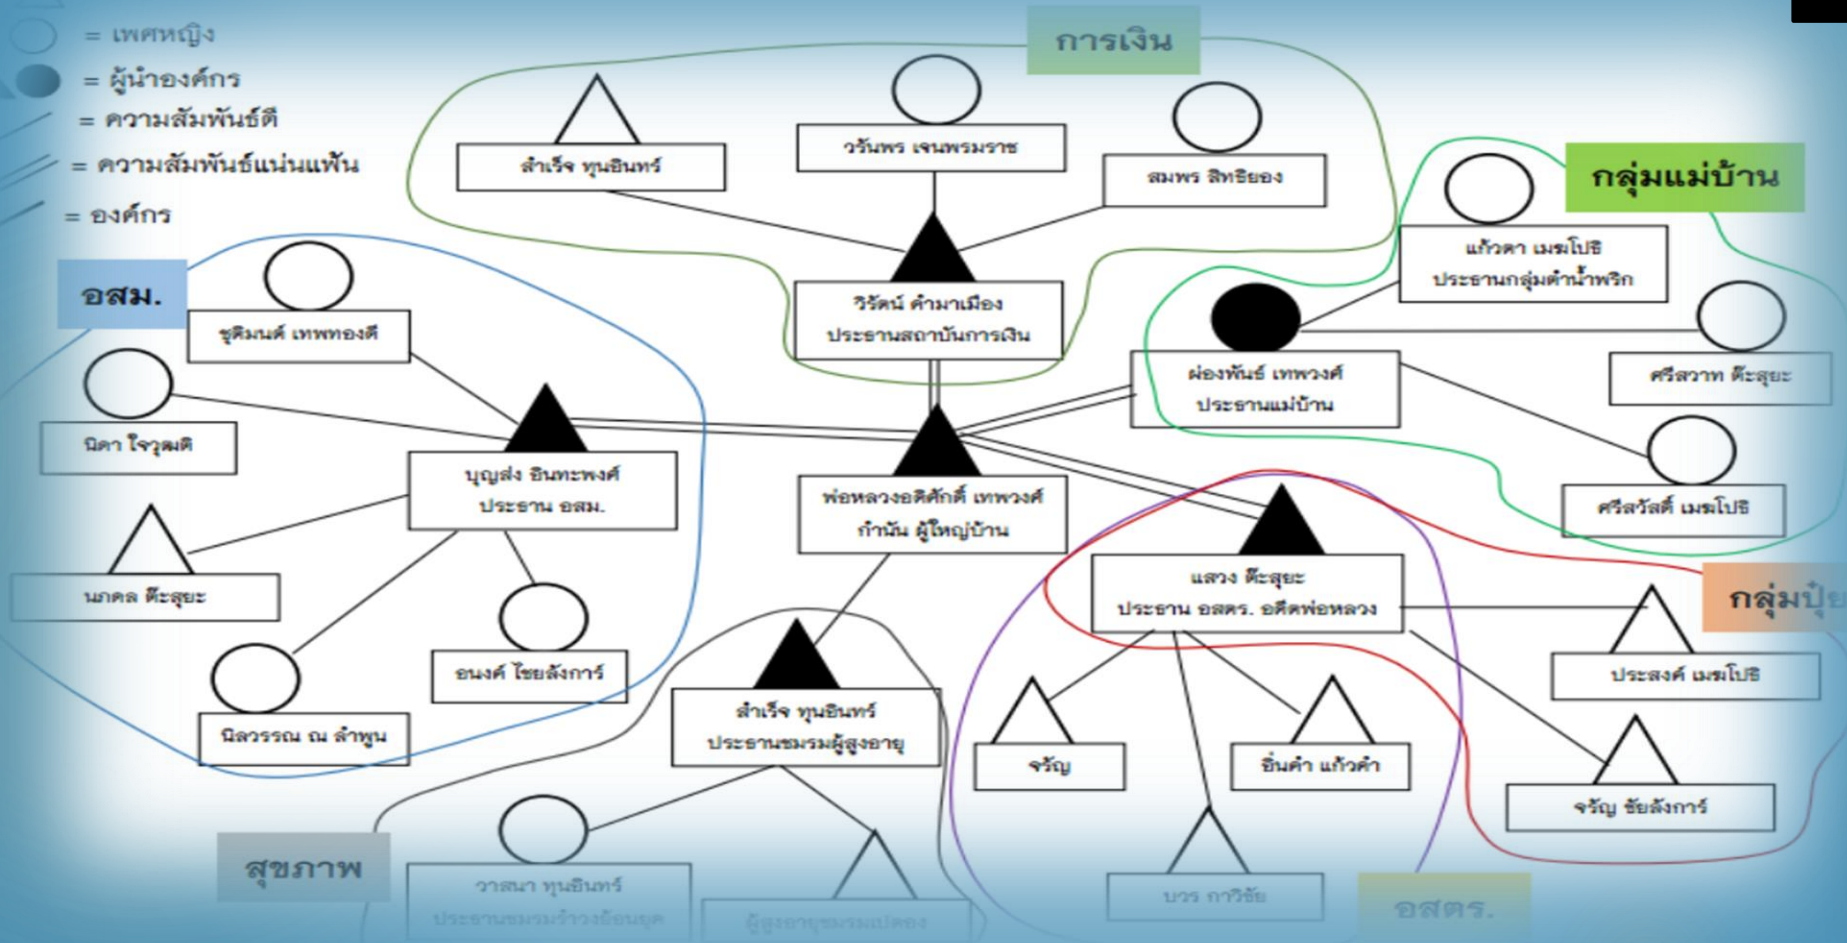 = เพศหญิง
= ผู้นำองค์กร
= ความสัมพันธ์ดี
= ความสัมพันธ์แน่นแฟ้น
= องค์กร
การเงิน
สำเร็จ ทุนอินทร์
วรันพร เจนพรมราช
สมพร สิทธิยอง
วิรัตน์ คำมาเมือง
ประธานสถาบันการเงิน
กลุ่มแม่บ้าน
แก้วตา เมฆโปธิ
ประธานกลุ่มตำน้ำพริก
ผ่องพันธ์ เทพวงศ์
ประธานแม่บ้าน
ศรีสวาท ต๊ะสุยะ
ศรีสวัสดิ์ เมฆโปธิ
อสม.
ชุติมนต์ เทพทองดี
นิดา ใจวุฒิ
บุญส่ง อินทะพงศ์
ประธาน อสม.
นภดล ต๊ะสุยะ
นิลวรรณ ณ ลำพูน
อนงค์ ไชยลังการ์
พ่อหลวงอดิศักดิ์ เทพวงศ์
กำนัน ผู้ใหญ่บ้าน
แสวง ต๊ะสุยะ
ประธาน อสตร. อดีตพ่อหลวง
กลุ่มปุ๋ย
ประสงค์ เมฆโปธิ
จรัญ ชัยลังการ์
จรัญ
อิ่นคำ แก้วคำ
บวร กาวิชัย
อสตร.
สำเร็จ ทุนอินทร์
ประธานชมรมผู้สูงอายุ
สุขภาพ
วาสนา ทุนอินทร์
ประธานชมรมรำวงย้อนยุค